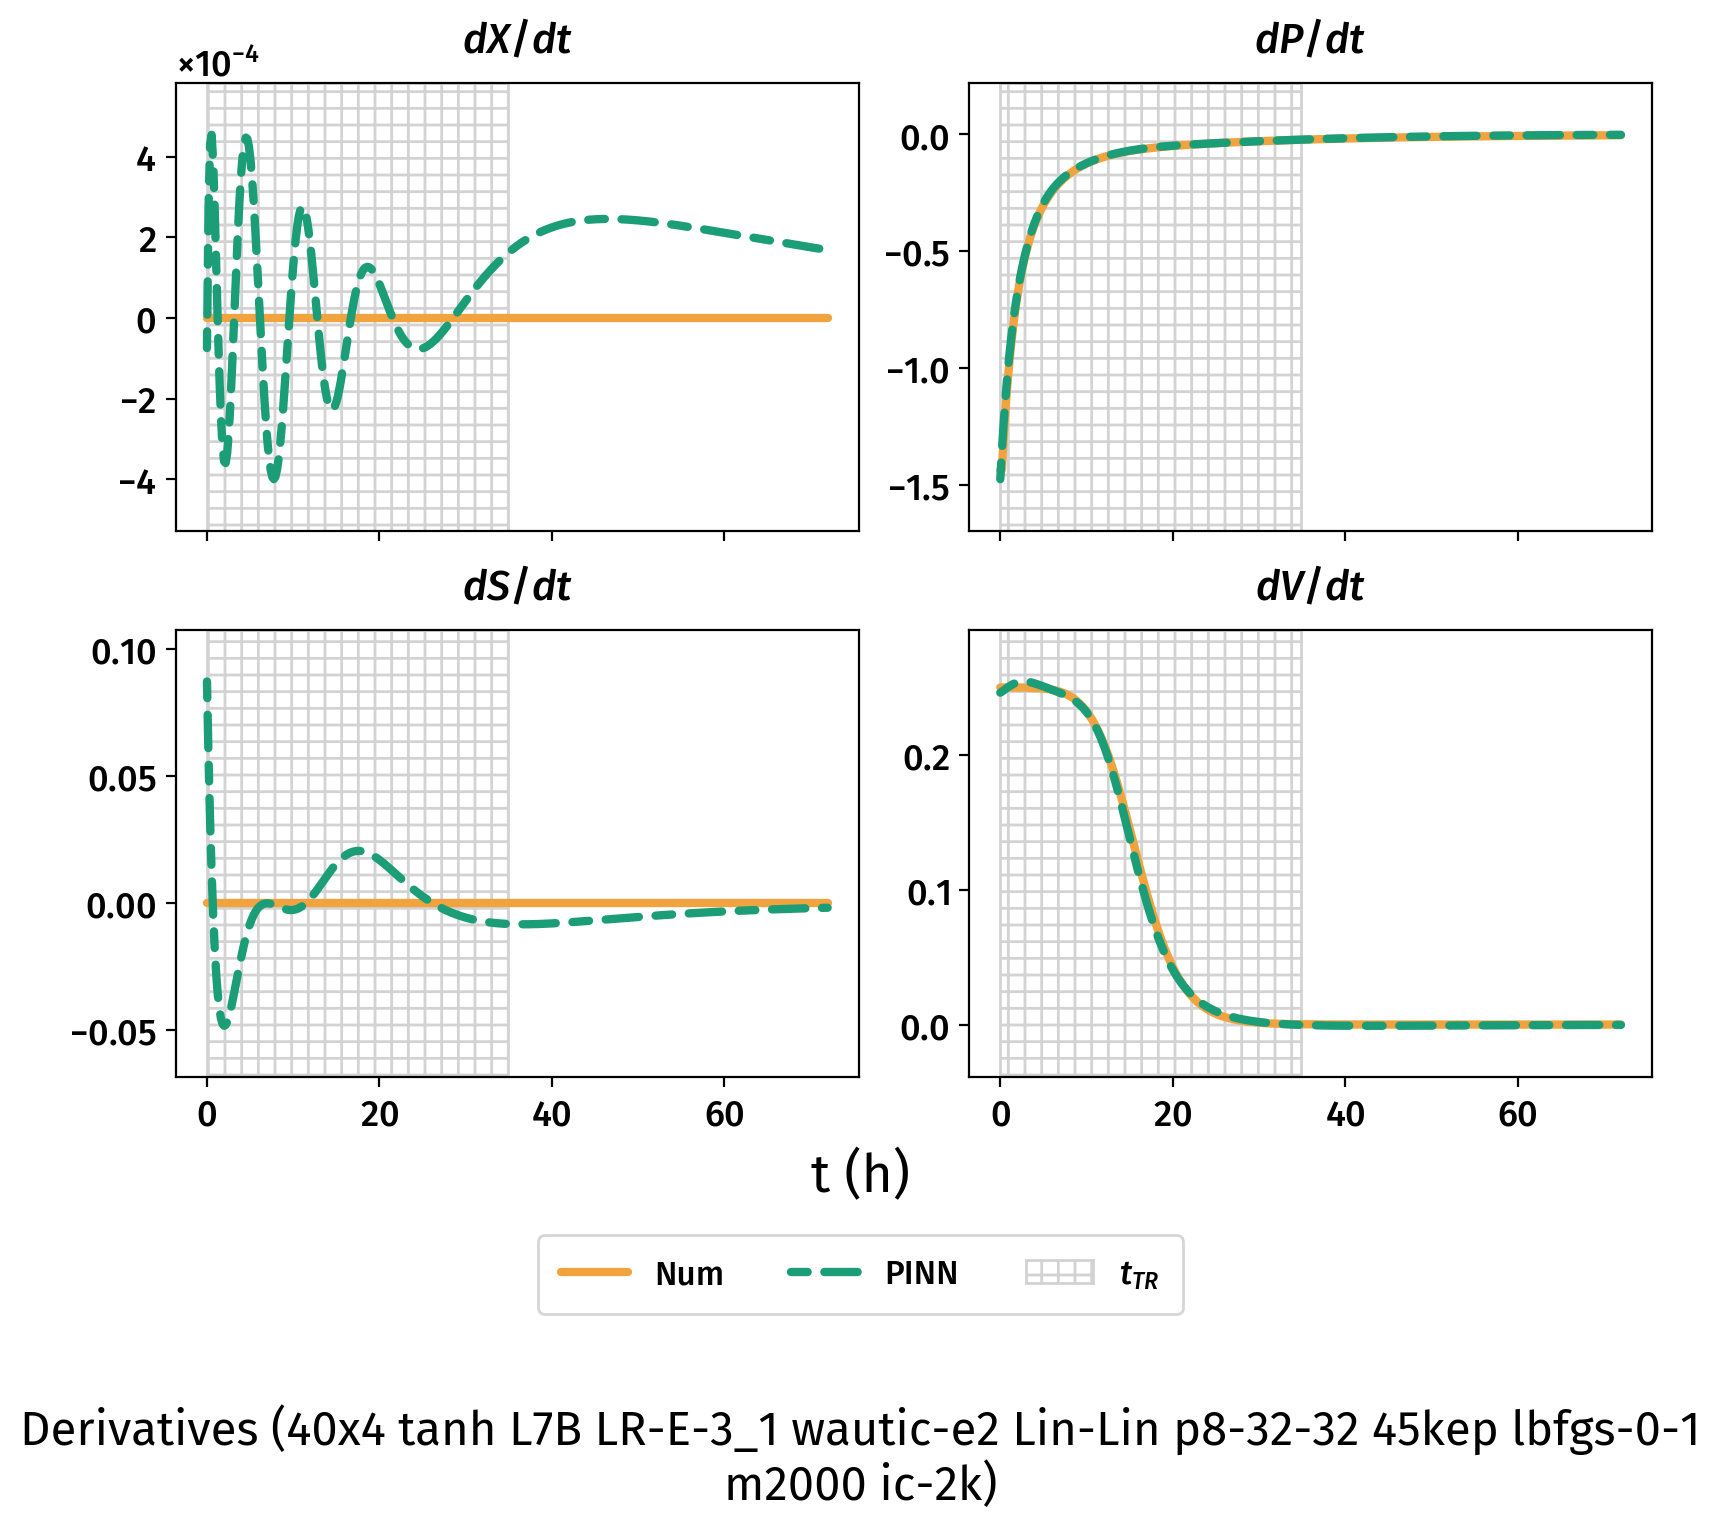 dX/dt
dP/dt
×10⁻⁴
4
2
0
−2
−4
0.0
−0.5
−1.0
−1.5
dS/dt
dV/dt
0.10
0.05
0.00
−0.05
0.2
0.1
0.0
0 20 40 60
0 20 40 60
t (h)
Num PINN t_TR
Derivatives (40x4 tanh L7B LR-E-3_1 wautic-e2 Lin-Lin p8-32-32 45kep lbfgs-0-1
m2000 ic-2k)